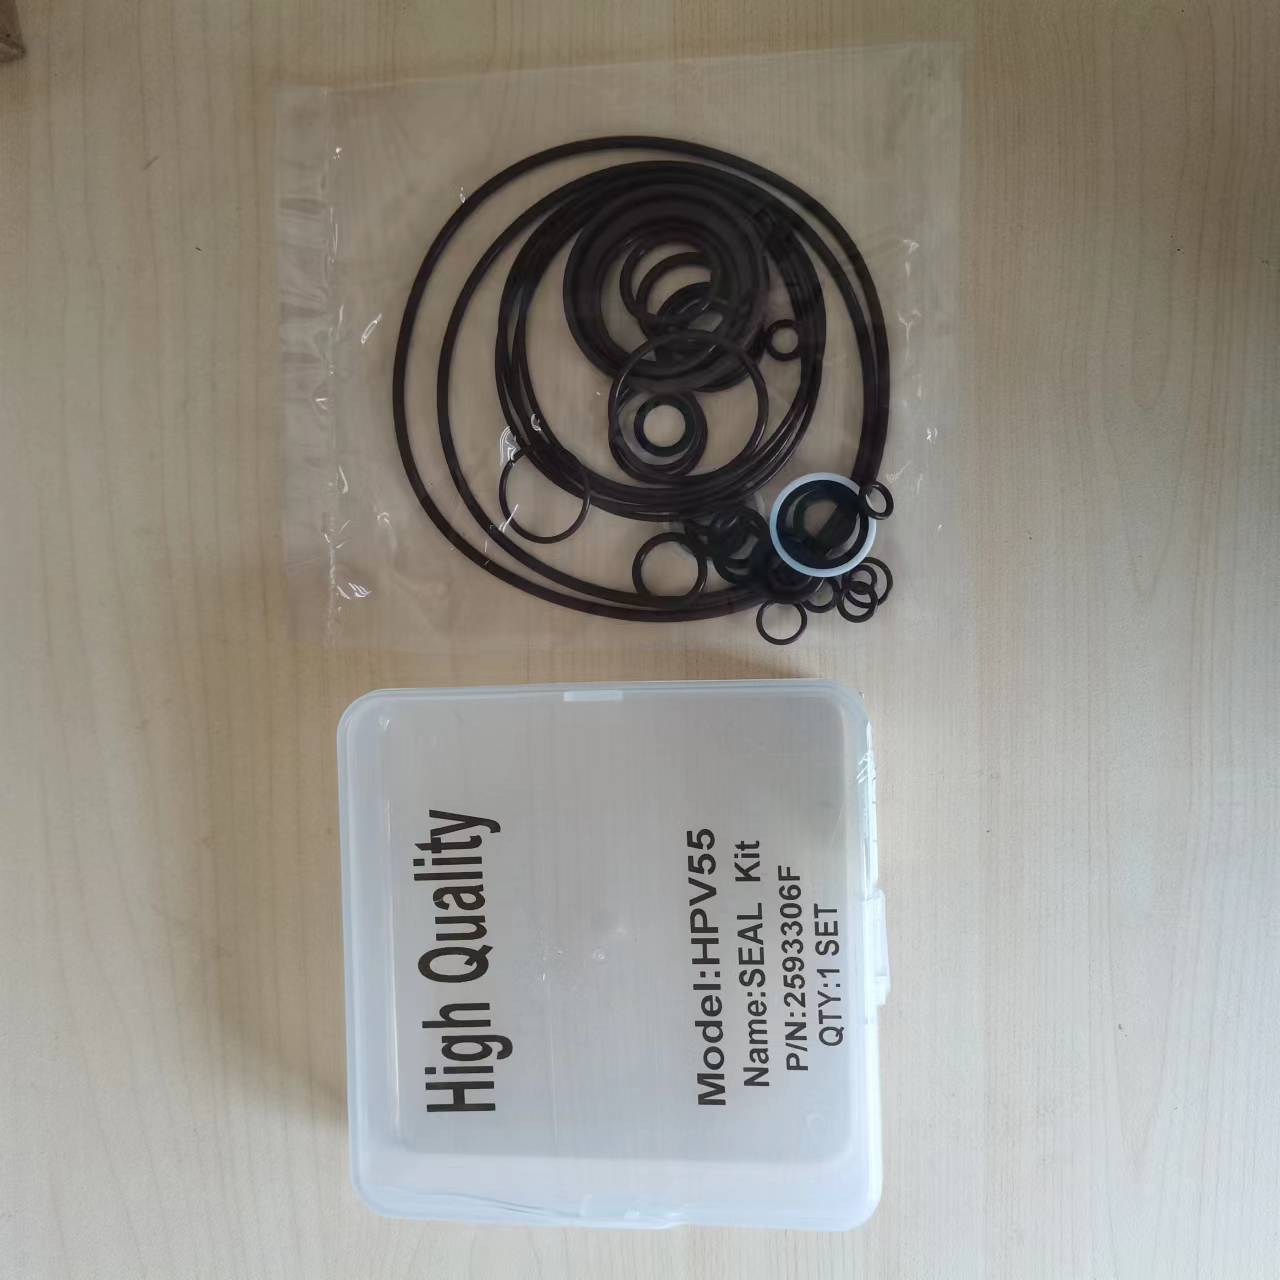 High Quality
Model:HPV55
Name:SEAL Kit
P/N:2593306F
QTY:1 SET